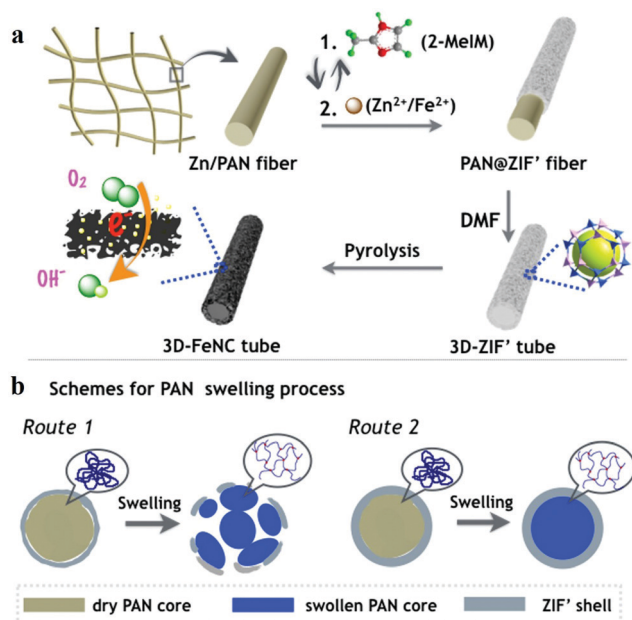 a
1.
(2-MeIM)
2.
(Zn²⁺/Fe²⁺)
Zn/PAN fiber
PAN@ZIF' fiber
O₂
e⁻
OH⁻
DMF
Pyrolysis
3D-FeNC tube
3D-ZIF' tube
b Schemes for PAN swelling process
Route 1
Route 2
Swelling
Swelling
dry PAN core
swollen PAN core
ZIF' shell